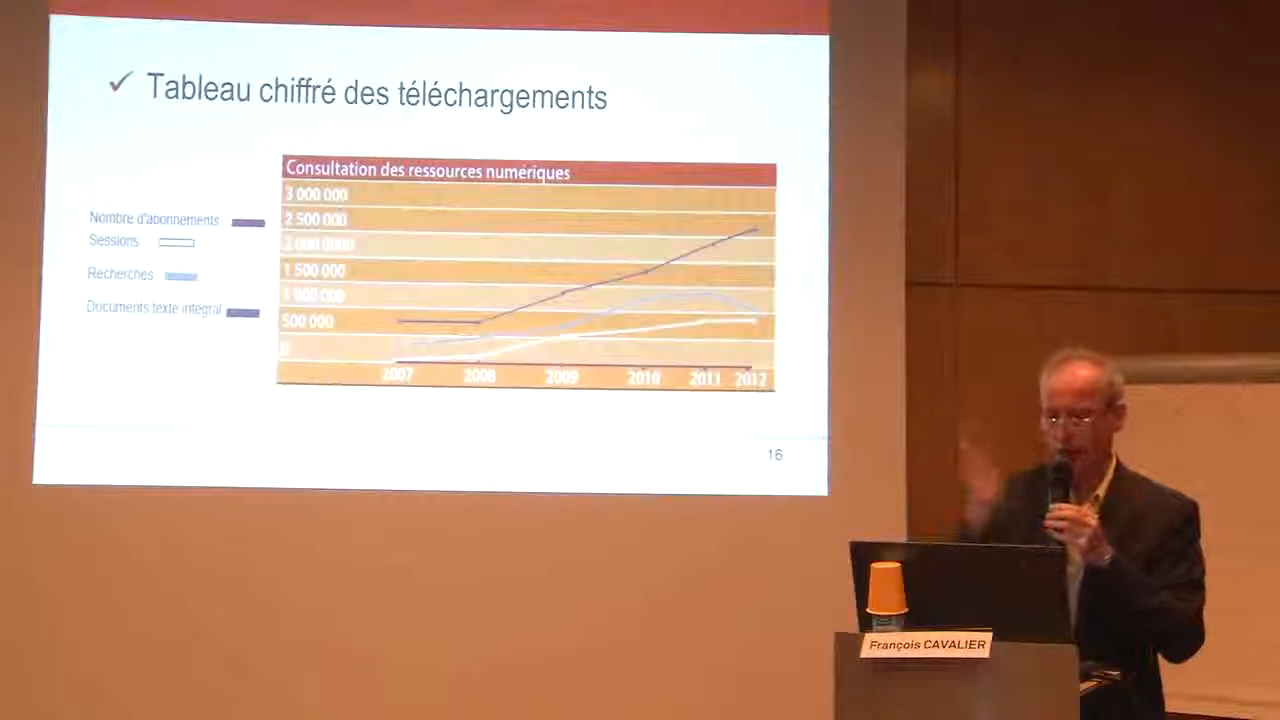 ✓ Tableau chiffré des téléchargements
Consultation des ressources numériques
3 000 000
2 500 000
2 000 0000
1 500 000
1 000 000
500 000
0
2007 2008 2009 2010 2011 2012
Nombre d'abonnements
Sessions
Recherches
Documents texte intégral
16
François CAVALIER